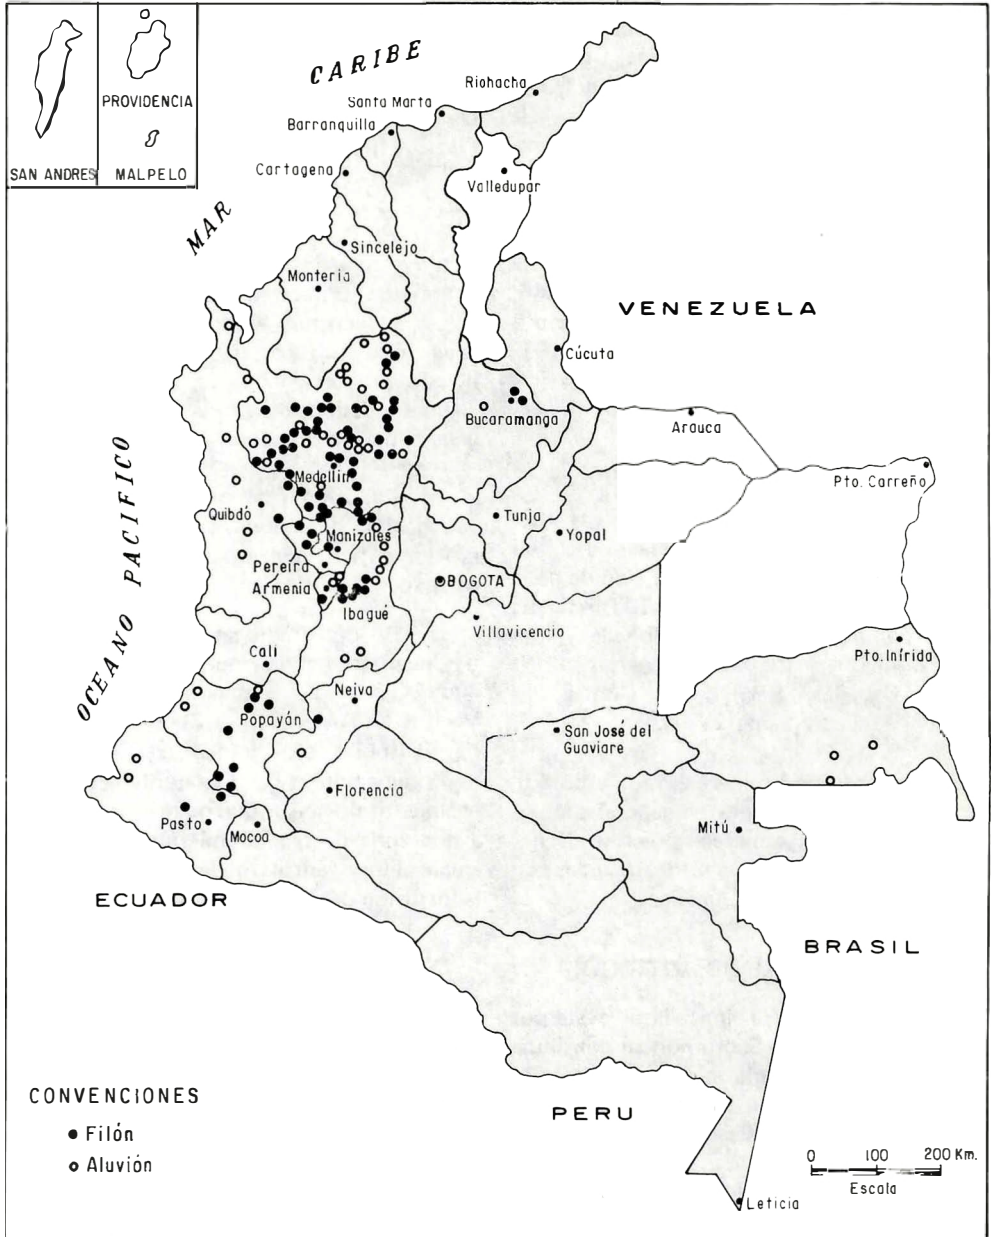 SAN ANDRES
PROVIDENCIA
MALPELO
MAR CARIBE
Riohacha
Santa Marta
Barranquilla
Cartagena
Valledupar
Sincelejo
Montería
VENEZUELA
Cúcuta
Bucaramanga
Arauca
Pto. Carreño
Medellín
Quibdó
Tunja
Yopal
Manizales
Pereira
Armenia
BOGOTA
Ibagué
Villavicencio
Pto. Inírida
OCEANO PACIFICO
Cali
Neiva
Popayán
San José del
Guaviare
Florencia
Pasto
Mocoa
Mitú
ECUADOR
BRASIL
CONVENCIONES
Filón
Aluvión
PERU
0 100 200 Km.
Escala
Leticia